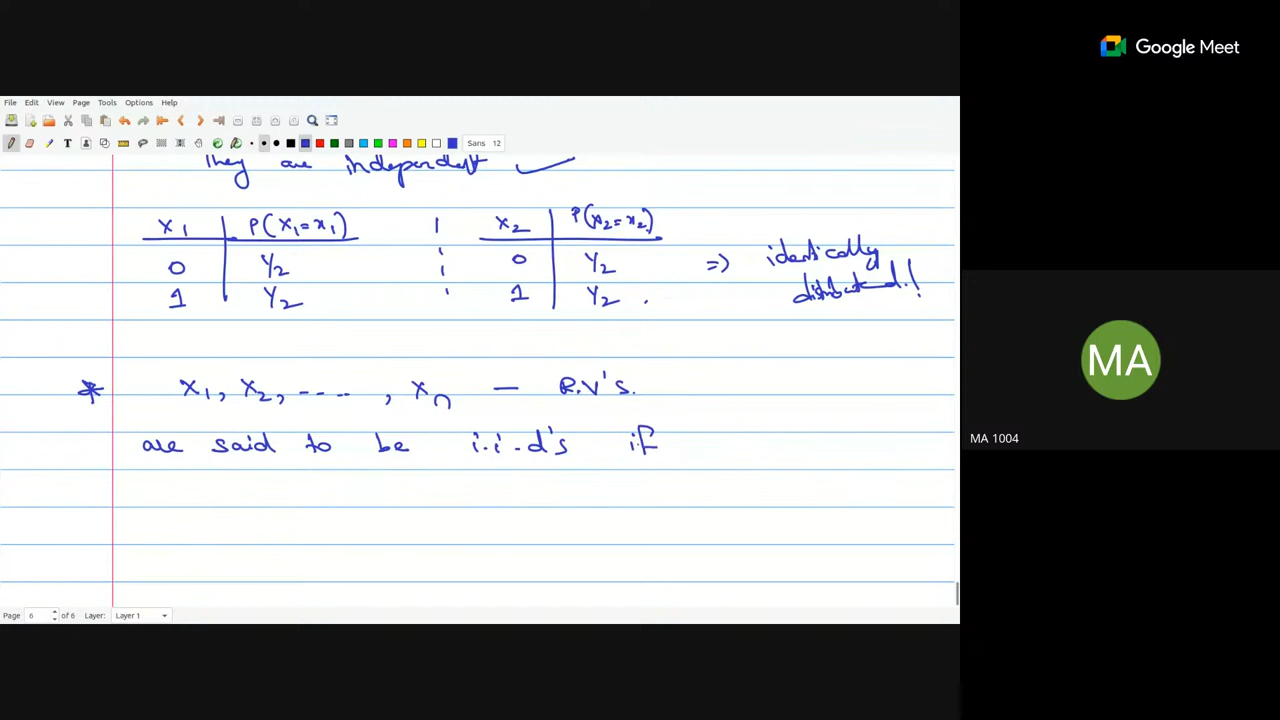 Google Meet
File Edit View Page Tools Options Help
Sans 12
They are independent
X1 P(X1=x1) X2 P(X2=x2)
0 1/2 0 1/2 => identically
1 1/2 1 1/2 . distributed.!
* X1, X2, ---- , Xn — R.V's.
are said to be i.i.d's if
MA
MA 1004
Page 6 of 6 Layer: Layer 1